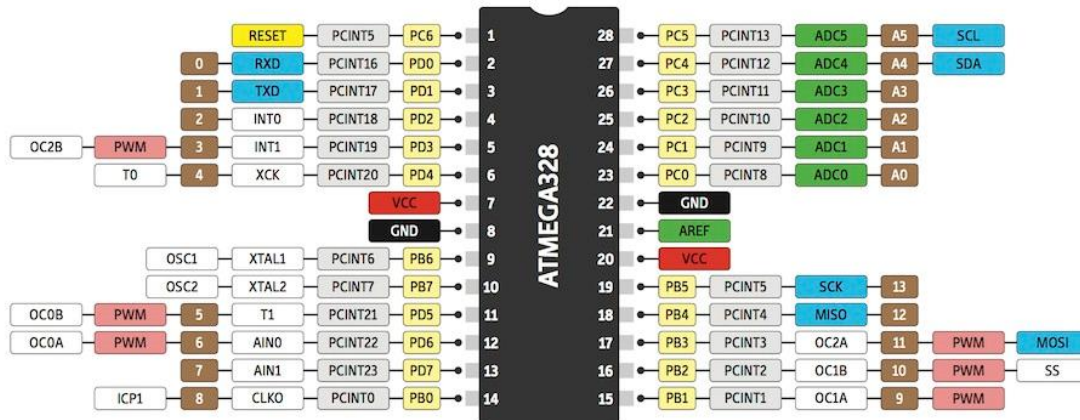 RESET PCINT5 PC6 1 28 PC5 PCINT13 ADC5 A5 SCL
0 RXD PCINT16 PD0 2 27 PC4 PCINT12 ADC4 A4 SDA
1 TXD PCINT17 PD1 3 26 PC3 PCINT11 ADC3 A3
2 INT0 PCINT18 PD2 4 25 PC2 PCINT10 ADC2 A2
OC2B PWM 3 INT1 PCINT19 PD3 5 24 PC1 PCINT9 ADC1 A1
T0 4 XCK PCINT20 PD4 6 23 PC0 PCINT8 ADC0 A0
VCC 7 22 GND
GND 8 21 AREF
OSC1 XTAL1 PCINT6 PB6 9 20 VCC
OSC2 XTAL2 PCINT7 PB7 10 19 PB5 PCINT5 SCK 13
OC0B PWM 5 T1 PCINT21 PD5 11 18 PB4 PCINT4 MISO 12
OC0A PWM 6 AIN0 PCINT22 PD6 12 17 PB3 PCINT3 OC2A 11 PWM MOSI
7 AIN1 PCINT23 PD7 13 16 PB2 PCINT2 OC1B 10 PWM SS
ICP1 8 CLKO PCINT0 PB0 14 15 PB1 PCINT1 OC1A 9 PWM
ATMEGA328